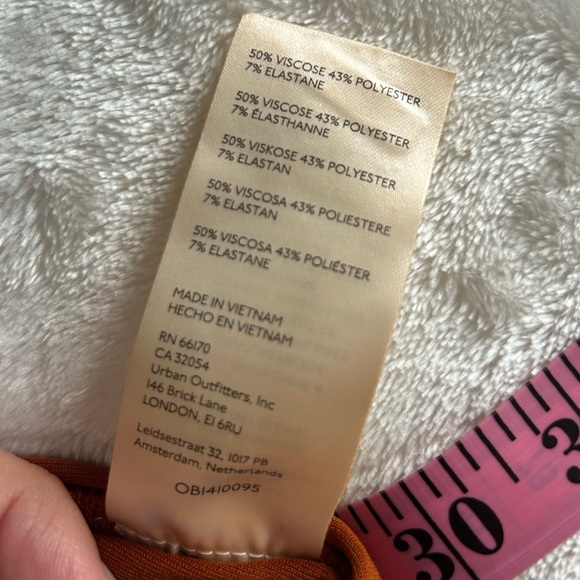 50% VISCOSE 43% POLYESTER
7% ELASTANE
50% VISCOSE 43% POLYESTER
7% ÉLASTHANNE
50% VISKOSE 43% POLYESTER
7% ELASTAN
50% VISCOSA 43% POLIESTERE
7% ELASTAN
50% VISCOSA 43% POLIÉSTER
7% ELASTANE
MADE IN VIETNAM
HECHO EN VIETNAM
RN 66170
CA 32054
Urban Outfitters, Inc
146 Brick Lane
LONDON, E1 6RU
Leidsestraat 32, 1017 PB
Amsterdam, Netherlands
OB1410095
30